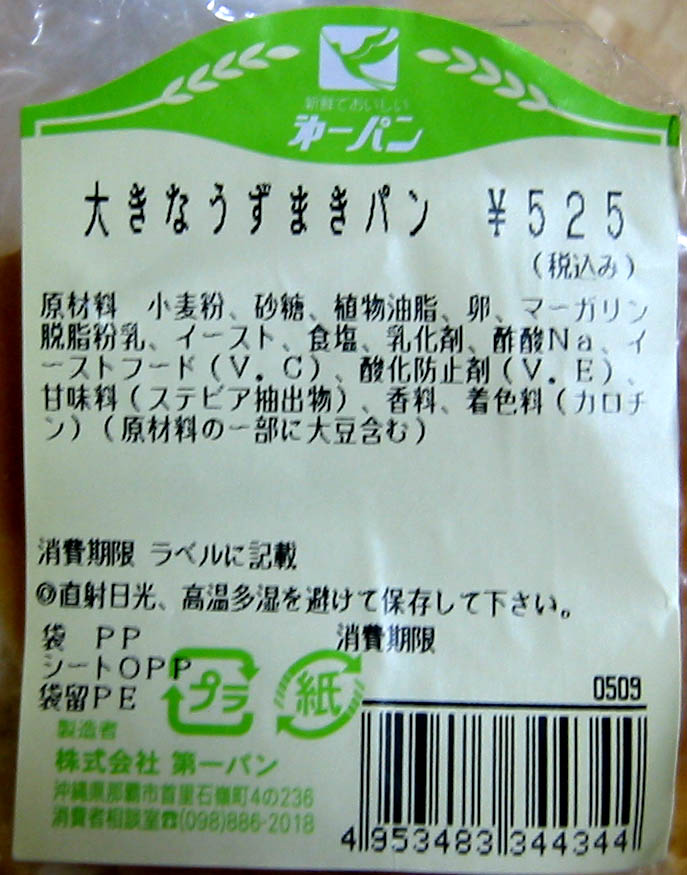 新鮮でおいしい
第一パン
大きなうずまきパン ¥525
(税込み)
原材料 小麦粉、砂糖、植物油脂、卵、マーガリン
脱脂粉乳、イースト、食塩、乳化剤、酢酸Na、イ
ーストフード(V.C)、酸化防止剤(V.E)、
甘味料(ステビア抽出物)、香料、着色料(カロチ
ン)(原材料の一部に大豆含む)
消費期限 ラベルに記載
◎直射日光、高温多湿を避けて保存して下さい。
袋 PP 消費期限
シートOPP
袋留PE
プラ
紙
0509
製造者
株式会社 第一パン
沖縄県那覇市首里石嶺町4の236
消費者相談室☎(098)886-2018
4953483344344